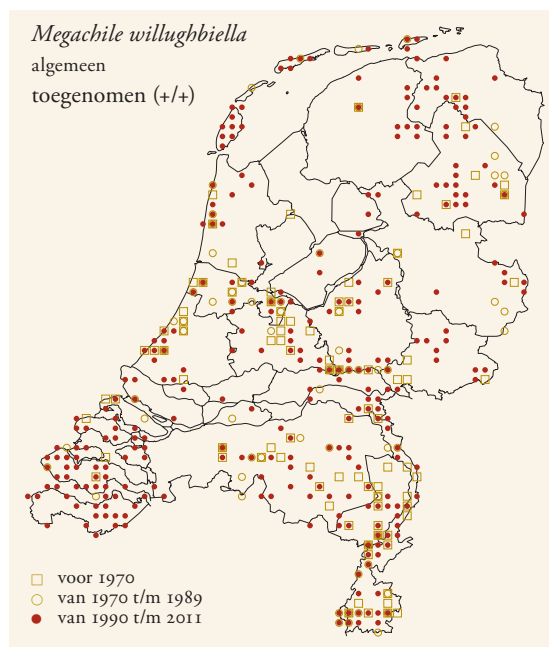 Megachile willughbiella
algemeen
toegenomen (+/+)
voor 1970
van 1970 t/m 1989
van 1990 t/m 2011